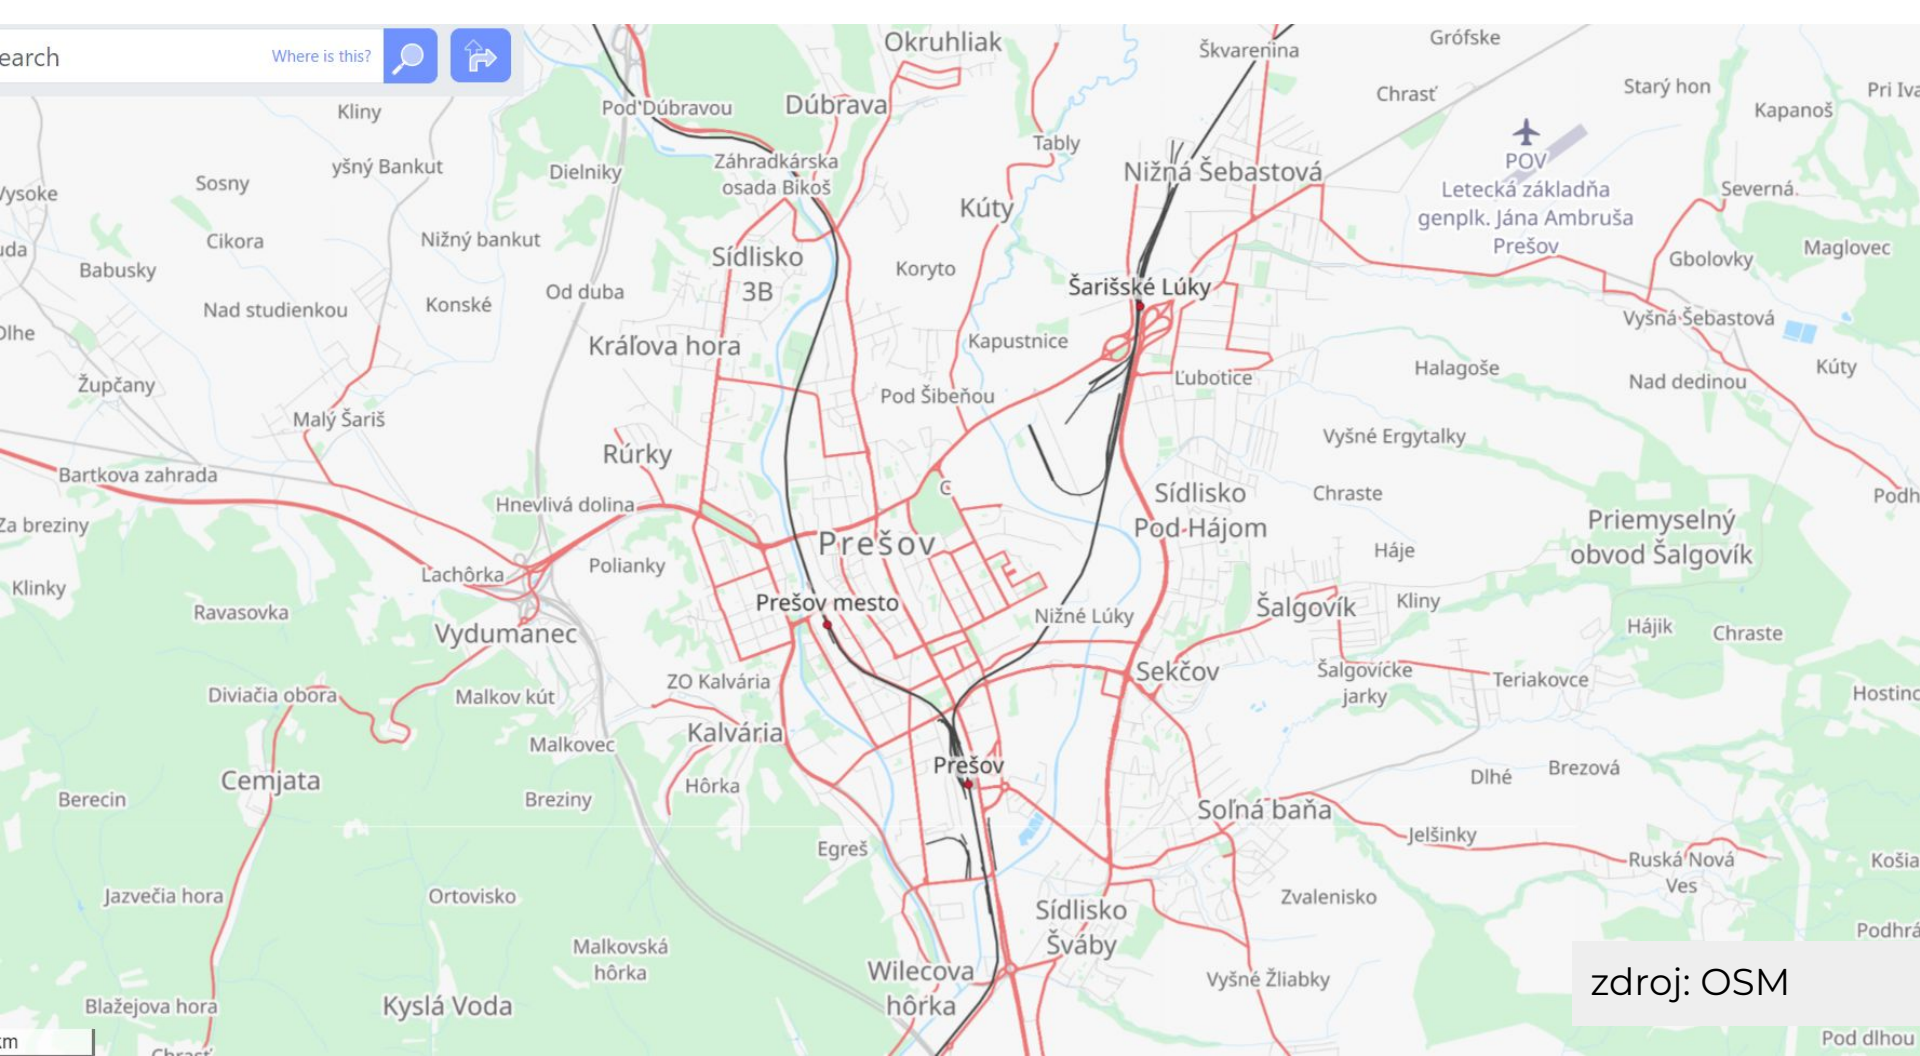 earch
Where is this?
Okruhliak
Škvarenina
Grófske
Starý hon
Pri Iva
Chrasť
Kapanoš
Kliny
Pod Dúbravou
Dúbrava
Tably
yšný Bankut
Dielniky
Záhradkárska
osada Bikoš
Nižná Šebastová
POV
Letecká základňa
genplk. Jána Ambruša
Prešov
Severná
Vysoke
Sosny
Kúty
Cikora
Nižný bankut
Maglovec
uda
Babusky
Sídlisko
3B
Koryto
Gbolovky
Od duba
Šarišské Lúky
Nad studienkou
Konské
Vyšná Šebastová
Dlhe
Kráľova hora
Kapustnice
Kúty
Župčany
Ľubotice
Halagoše
Nad dedinou
Pod Šibeňou
Malý Šariš
Vyšné Ergytalky
Rúrky
Bartkova zahrada
C
Sídlisko
Pod Hájom
Chraste
Podh
Hnevlivá dolina
Za breziny
Priemyselný
obvod Šalgovík
Prešov
Háje
Polianky
Lachôrka
Klinky
Prešov mesto
Ravasovka
Nižné Lúky
Šalgovík
Kliny
Vydumanec
Hájik
Chraste
Sekčov
Šalgovícke
jarky
Teriakovce
ZO Kalvária
Diviačia obora
Malkov kút
Hostinc
Kalvária
Malkovec
Prešov
Brezová
Dlhé
Cemjata
Hôrka
Berecin
Breziny
Soľná baňa
Jelšinky
Egreš
Ruská Nová
Ves
Košia
Jazvečia hora
Ortovisko
Zvalenisko
Sídlisko
Šváby
Podhrá
Malkovská
hôrka
Wilecova
hôrka
Vyšné Žliabky
zdroj: OSM
Blažejova hora
Kyslá Voda
km
Pod dlhou
Chrasť